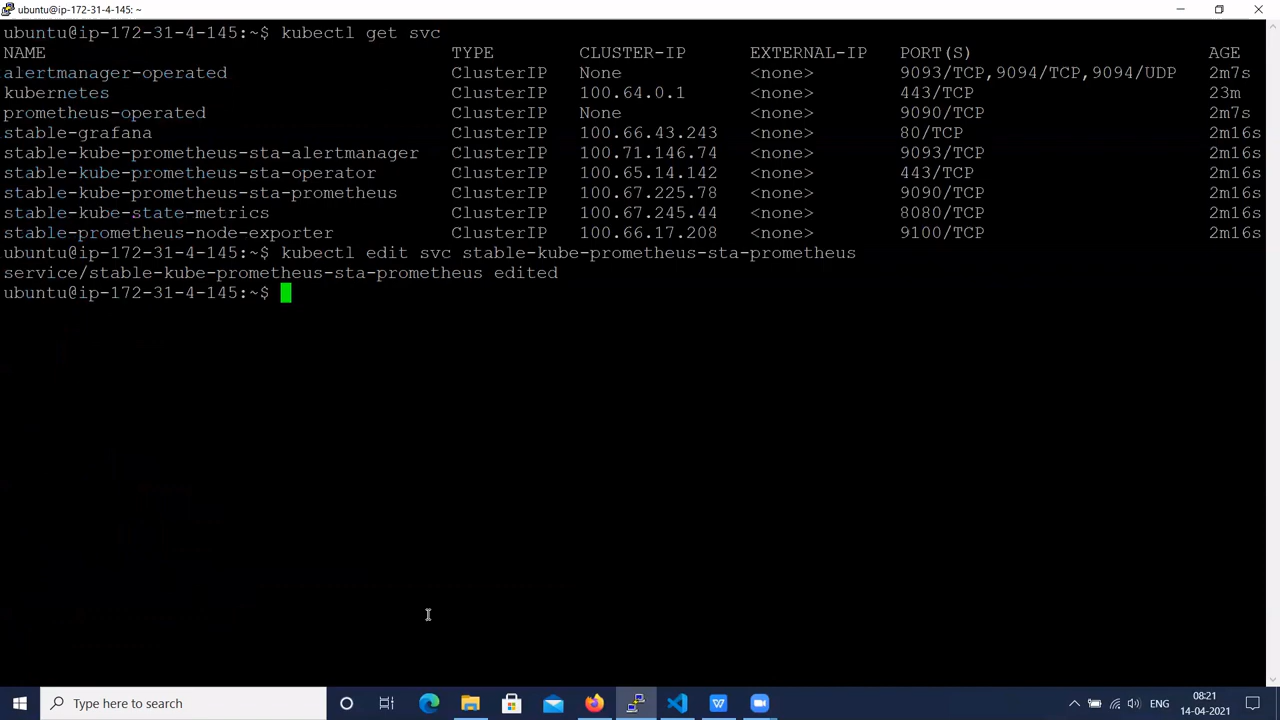 ubuntu@ip-172-31-4-145: ~
ubuntu@ip-172-31-4-145:~$ kubectl get svc
NAME TYPE CLUSTER-IP EXTERNAL-IP PORT(S) AGE
alertmanager-operated ClusterIP None <none> 9093/TCP,9094/TCP,9094/UDP 2m7s
kubernetes ClusterIP 100.64.0.1 <none> 443/TCP 23m
prometheus-operated ClusterIP None <none> 9090/TCP 2m7s
stable-grafana ClusterIP 100.66.43.243 <none> 80/TCP 2m16s
stable-kube-prometheus-sta-alertmanager ClusterIP 100.71.146.74 <none> 9093/TCP 2m16s
stable-kube-prometheus-sta-operator ClusterIP 100.65.14.142 <none> 443/TCP 2m16s
stable-kube-prometheus-sta-prometheus ClusterIP 100.67.225.78 <none> 9090/TCP 2m16s
stable-kube-state-metrics ClusterIP 100.67.245.44 <none> 8080/TCP 2m16s
stable-prometheus-node-exporter ClusterIP 100.66.17.208 <none> 9100/TCP 2m16s
ubuntu@ip-172-31-4-145:~$ kubectl edit svc stable-kube-prometheus-sta-prometheus
service/stable-kube-prometheus-sta-prometheus edited
ubuntu@ip-172-31-4-145:~$
Type here to search
W
ENG
08:21
14-04-2021